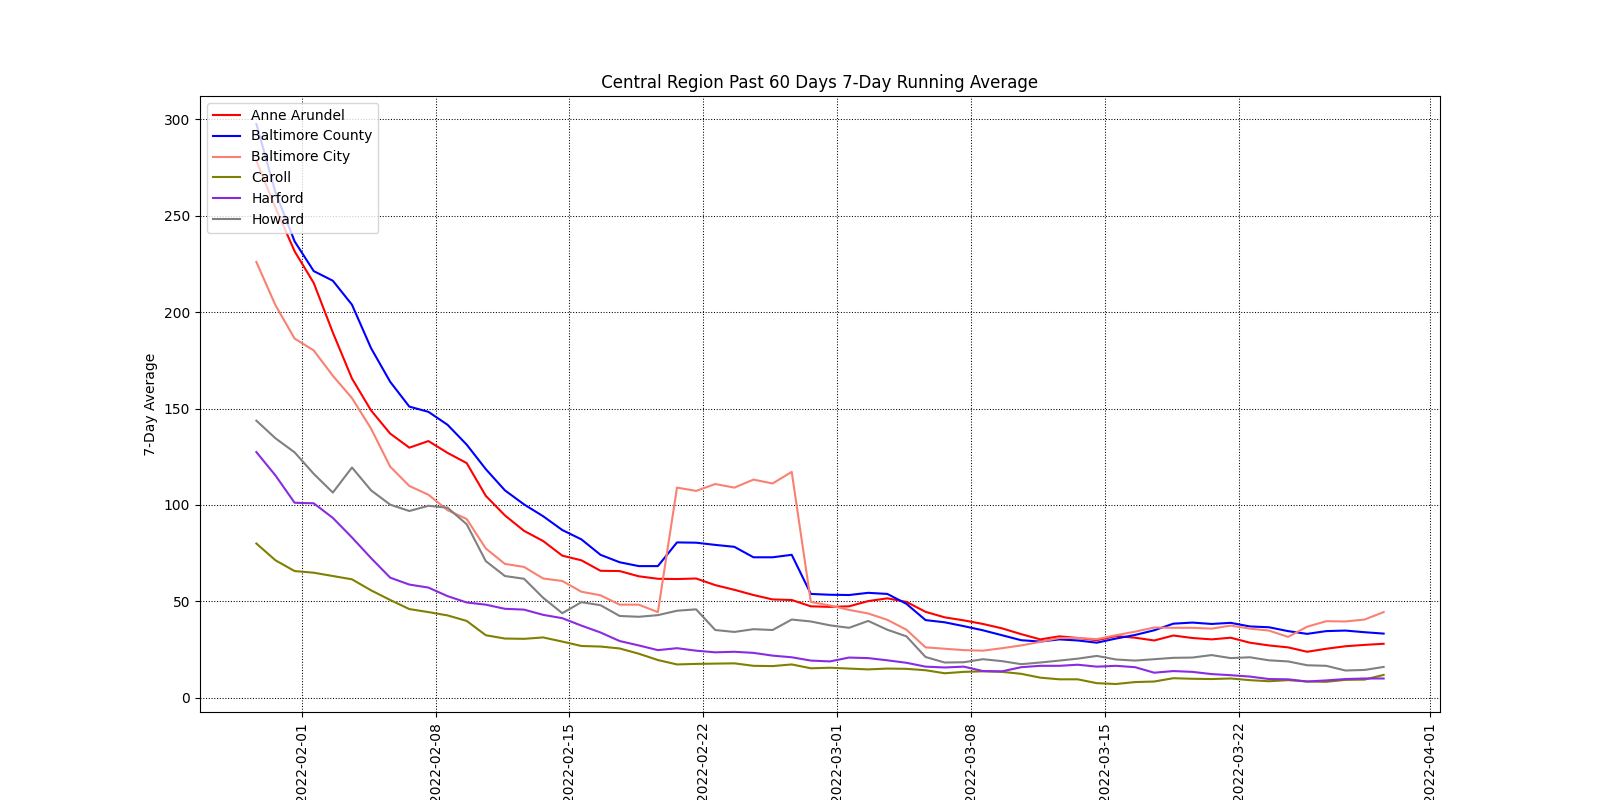 Central Region Past 60 Days 7-Day Running Average
Anne Arundel
Baltimore County
Baltimore City
Caroll
Harford
Howard
300
250
200
150
100
50
0
7-Day Average
2022-02-01
2022-02-08
2022-02-15
2022-02-22
2022-03-01
2022-03-08
2022-03-15
2022-03-22
2022-04-01